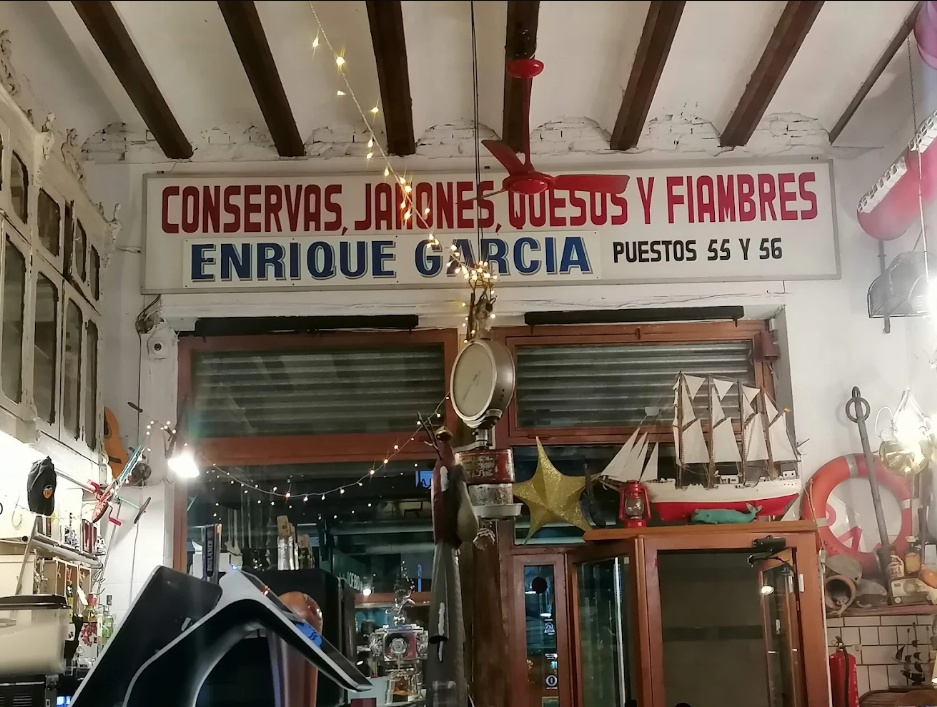 CONSERVAS, JAMONES, QUESOS Y FIAMBRES
ENRIQUE GARCIA PUESTOS 55 Y 56